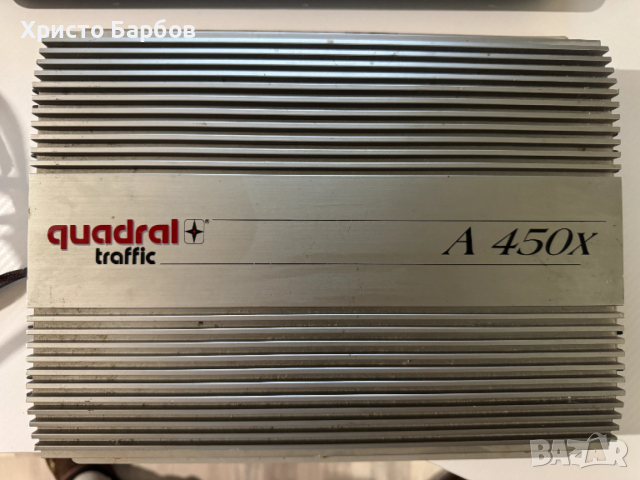 Христо Барбов
quadral
traffic
A 450x
BAZAR